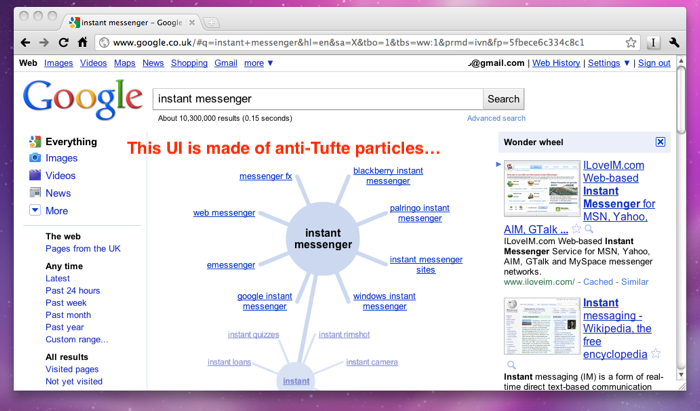 instant messenger – Google
www.google.co.uk/#q=instant+messenger&hl=en&sa=X&tbo=1&tbs=ww:1&prmd=ivn&fp=5fbece6c334c8c1
Web Images Videos Maps News Shopping Gmail more ▼
@gmail.com | Web History | Settings ▼ | Sign out
Google
instant messenger
Search
About 10,300,000 results (0.15 seconds)
Advanced search
Everything
Images
Videos
News
More
The web
Pages from the UK
Any time
Latest
Past 24 hours
Past week
Past month
Past year
Custom range...
All results
Visited pages
Not yet visited
This UI is made of anti-Tufte particles…
messenger fx
blackberry instant
messenger
web messenger
palringo instant
messenger
instant
messenger
emessenger
instant messenger
sites
google instant
messenger
windows instant
messenger
instant quizzes
instant rimshot
instant loans
instant camera
instant
Wonder wheel
ILoveIM.com
Web-based
Instant
Messenger for
MSN, Yahoo,
AIM, GTalk ...
ILoveIM.com Web-based Instant
Messenger Service for MSN, Yahoo,
AIM, GTalk and MySpace messenger
networks.
www.iloveim.com/ - Cached - Similar
Instant
messaging -
Wikipedia, the
free
encyclopedia
Instant messaging (IM) is a form of real-
time direct text-based communication